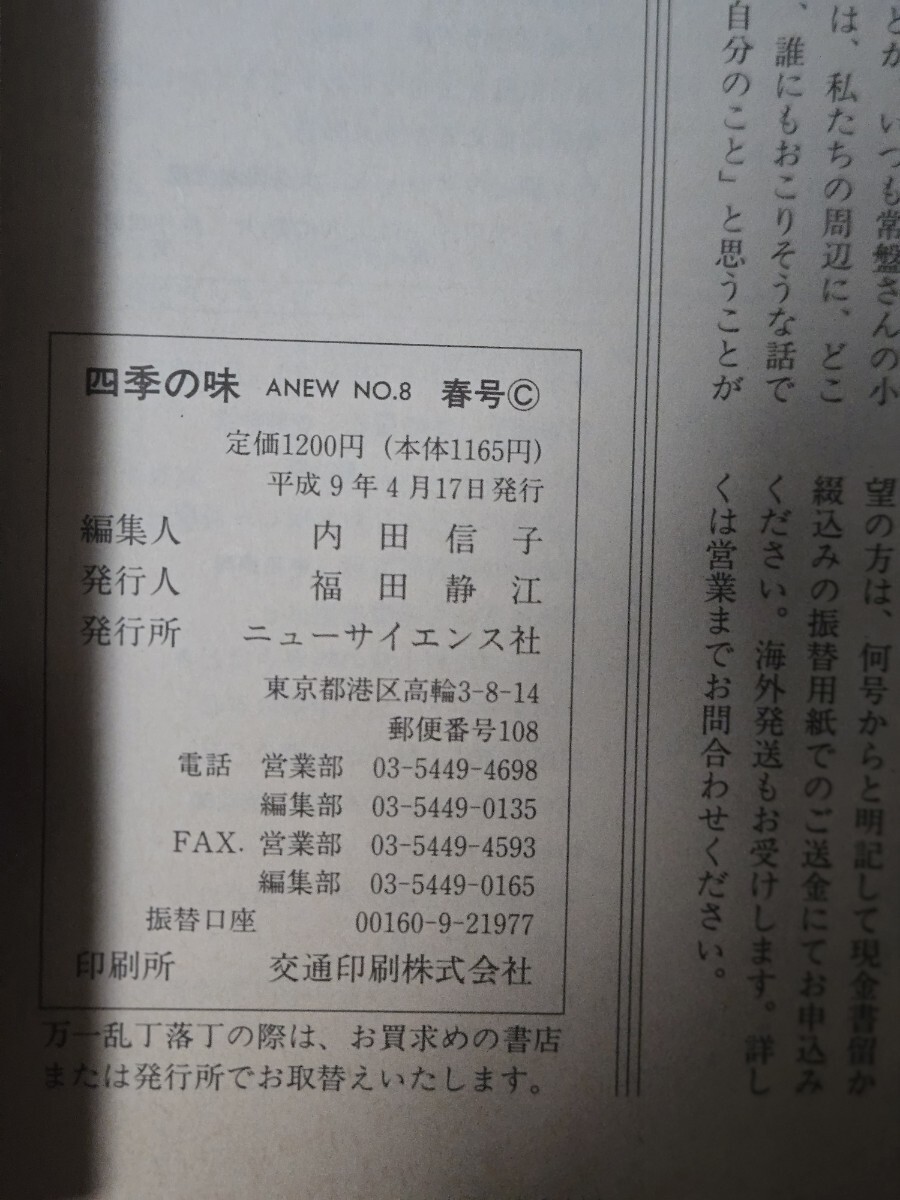 四季の味 ANEW NO.8 春号Ⓒ
定価1200円 (本体1165円)
平成9年4月17日発行
編集人 内田信子
発行人 福田静江
発行所 ニューサイエンス社
東京都港区高輪3-8-14
郵便番号108
電話 営業部 03-5449-4698
編集部 03-5449-0135
FAX. 営業部 03-5449-4593
編集部 03-5449-0165
振替口座 00160-9-21977
印刷所 交通印刷株式会社
万一乱丁落丁の際は、お買求めの書店
または発行所でお取替えいたします。
いつも常盤さんの小
は、私たちの周辺に、どこ
、誰にもおこりそうな話で
自分のこと」と思うことが
望の方は、何号からと明記して現金書留か
綴込みの振替用紙でのご送金にてお申込み
ください。海外発送もお受けします。詳し
くは営業までお問合わせください。